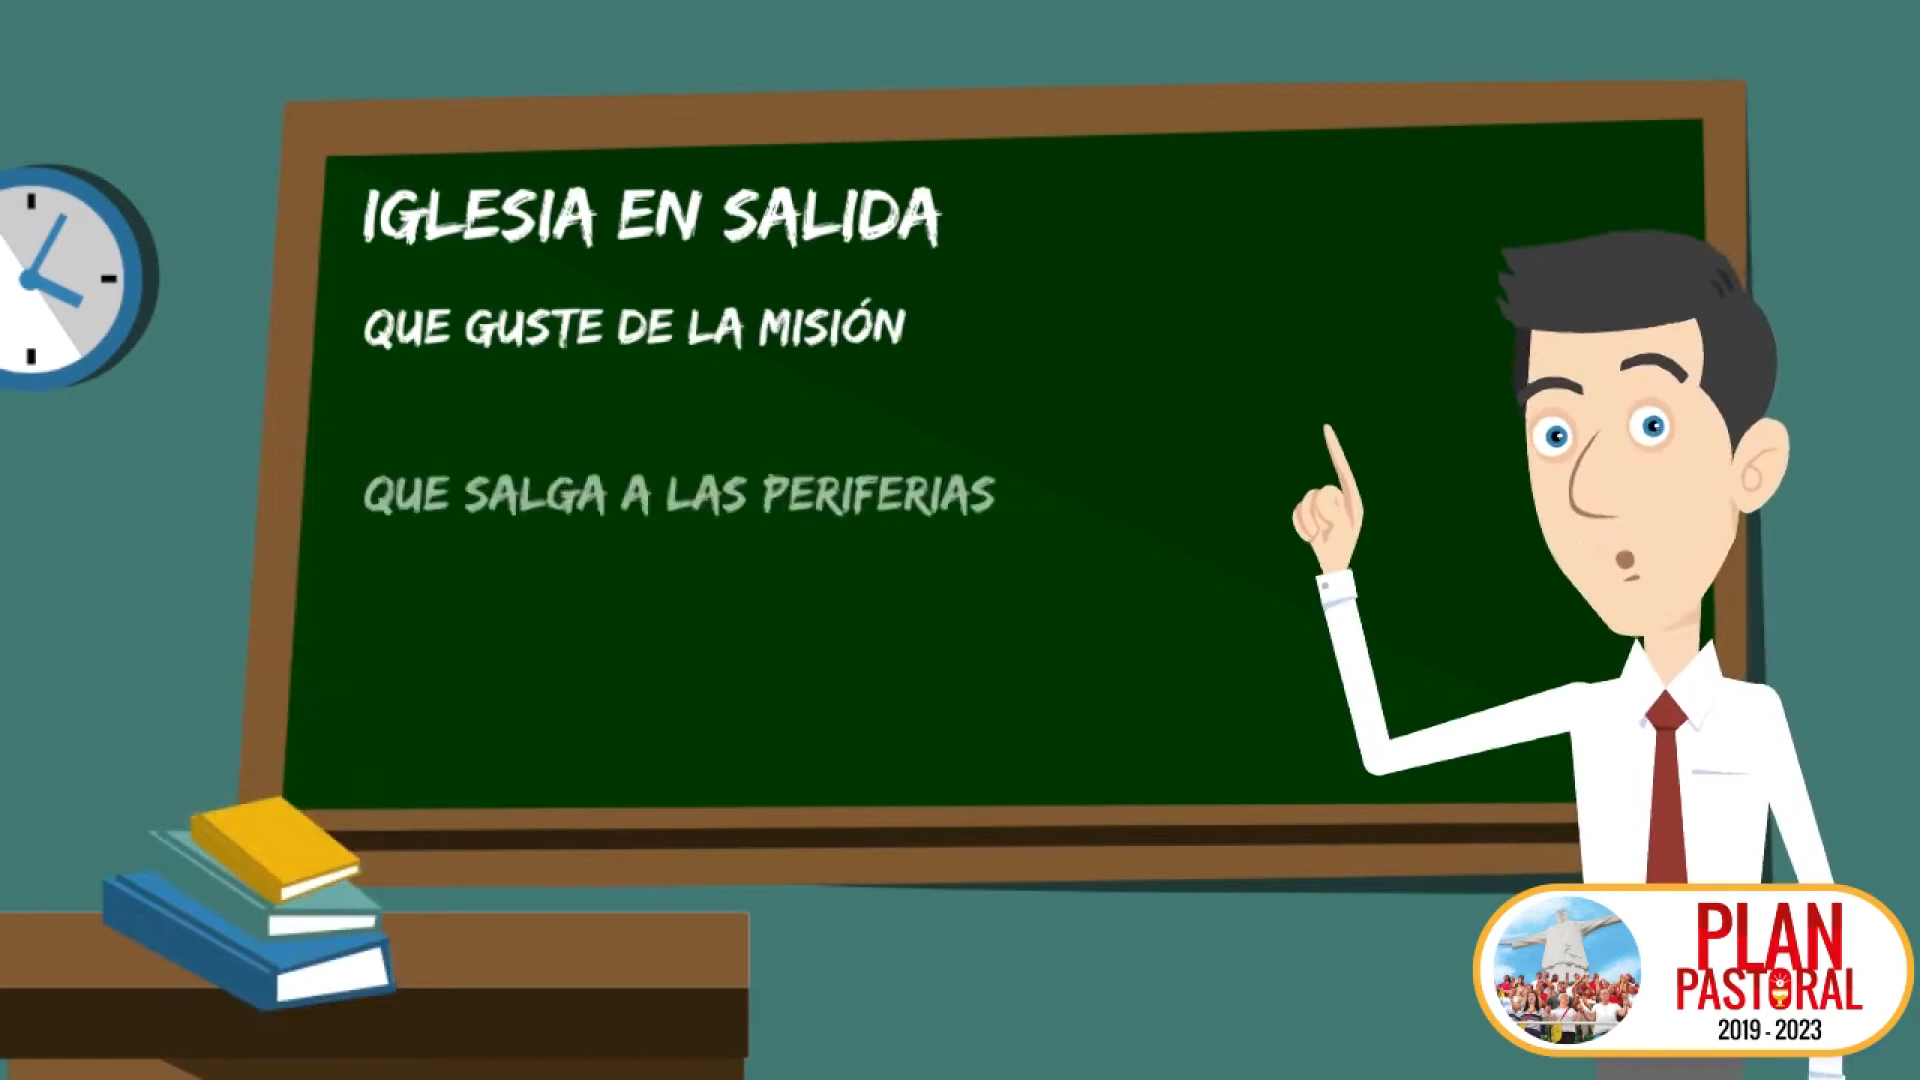 IGLESIA EN SALIDA
QUE GUSTE DE LA MISIÓN
QUE SALGA A LAS PERIFERIAS
PLAN
PASTORAL
2019 - 2023